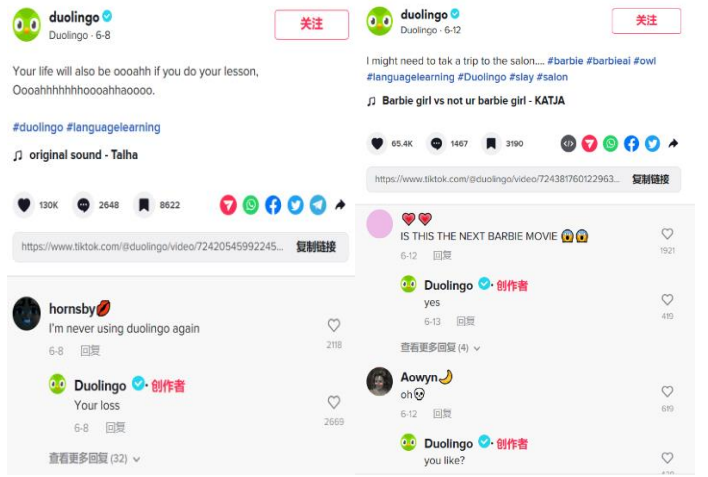 duolingo
Duolingo · 6-8
关注
Your life will also be oooahh if you do your lesson,
Oooahhhhhhhoooahhaoooo.
#duolingo #languagelearning
♫ original sound - Talha
130K
2648
8622
https://www.tiktok.com/@duolingo/video/72420545992245...
复制链接
hornsby💋
I'm never using duolingo again
6-8 回复
2118
Duolingo · 创作者
Your loss
6-8 回复
2669
查看更多回复 (32)
duolingo
Duolingo · 6-12
关注
I might need to tak a trip to the salon.... #barbie #barbieai #owl
#languagelearning #Duolingo #slay #salon
♫ Barbie girl vs not ur barbie girl - KATJA
65.4K
1467
3190
https://www.tiktok.com/@duolingo/video/724381760122963...
复制链接
💗💗
IS THIS THE NEXT BARBIE MOVIE 😱😱
6-12 回复
1921
Duolingo · 创作者
yes
6-13 回复
419
查看更多回复 (4)
Aowyn🌙
oh💀
6-12 回复
619
Duolingo · 创作者
you like?